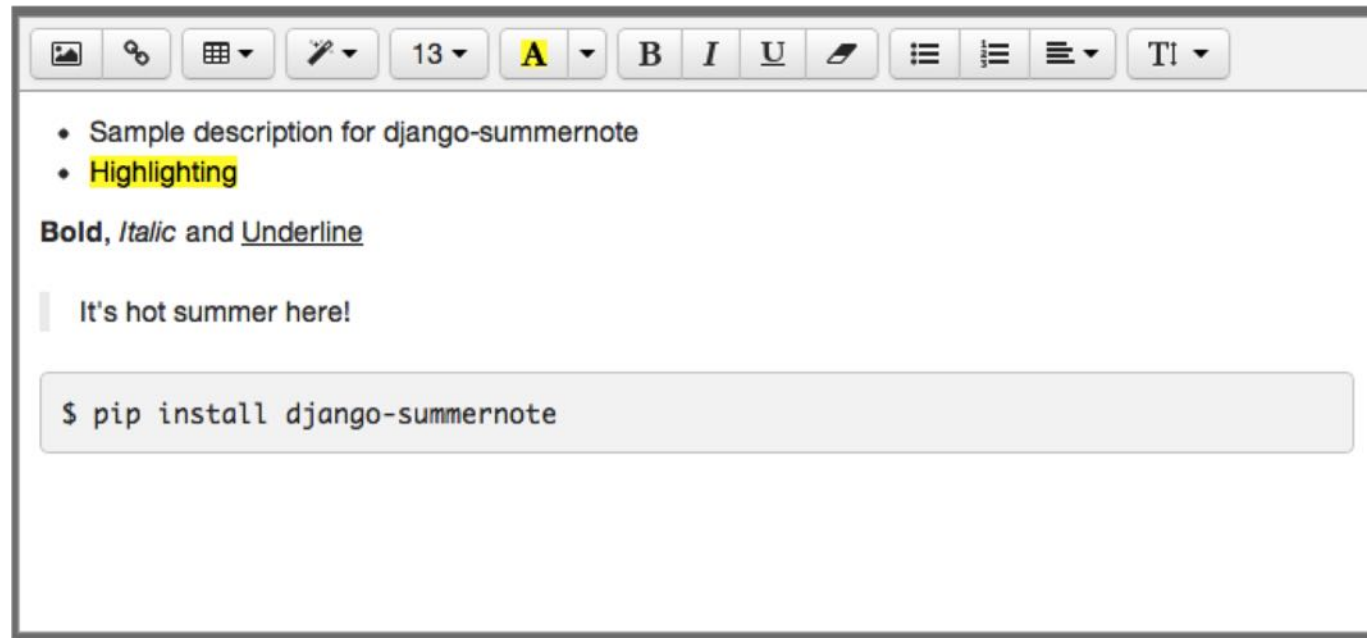 13 A B I U T
• Sample description for django-summernote
• Highlighting
Bold, Italic and Underline
It's hot summer here!
$ pip install django-summernote